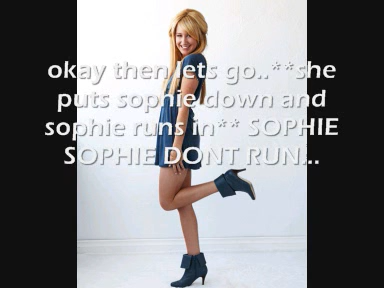 okay then lets go..**she
puts sophie down and
sophie runs in** SOPHIE
SOPHIE DONT RUN...